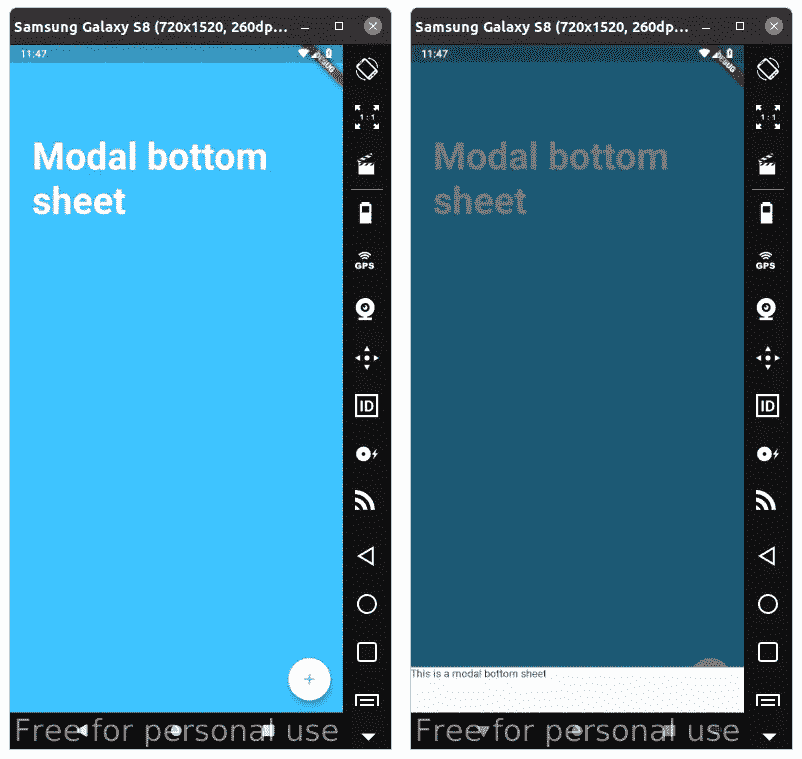 Samsung Galaxy S8 (720x1520, 260dp...
11:47
DEBUG
Modal bottom
sheet
1 : 1
GPS
ID
Free for personal use
Samsung Galaxy S8 (720x1520, 260dp...
11:47
DEBUG
Modal bottom
sheet
1 : 1
GPS
ID
This is a modal bottom sheet
Free for personal use